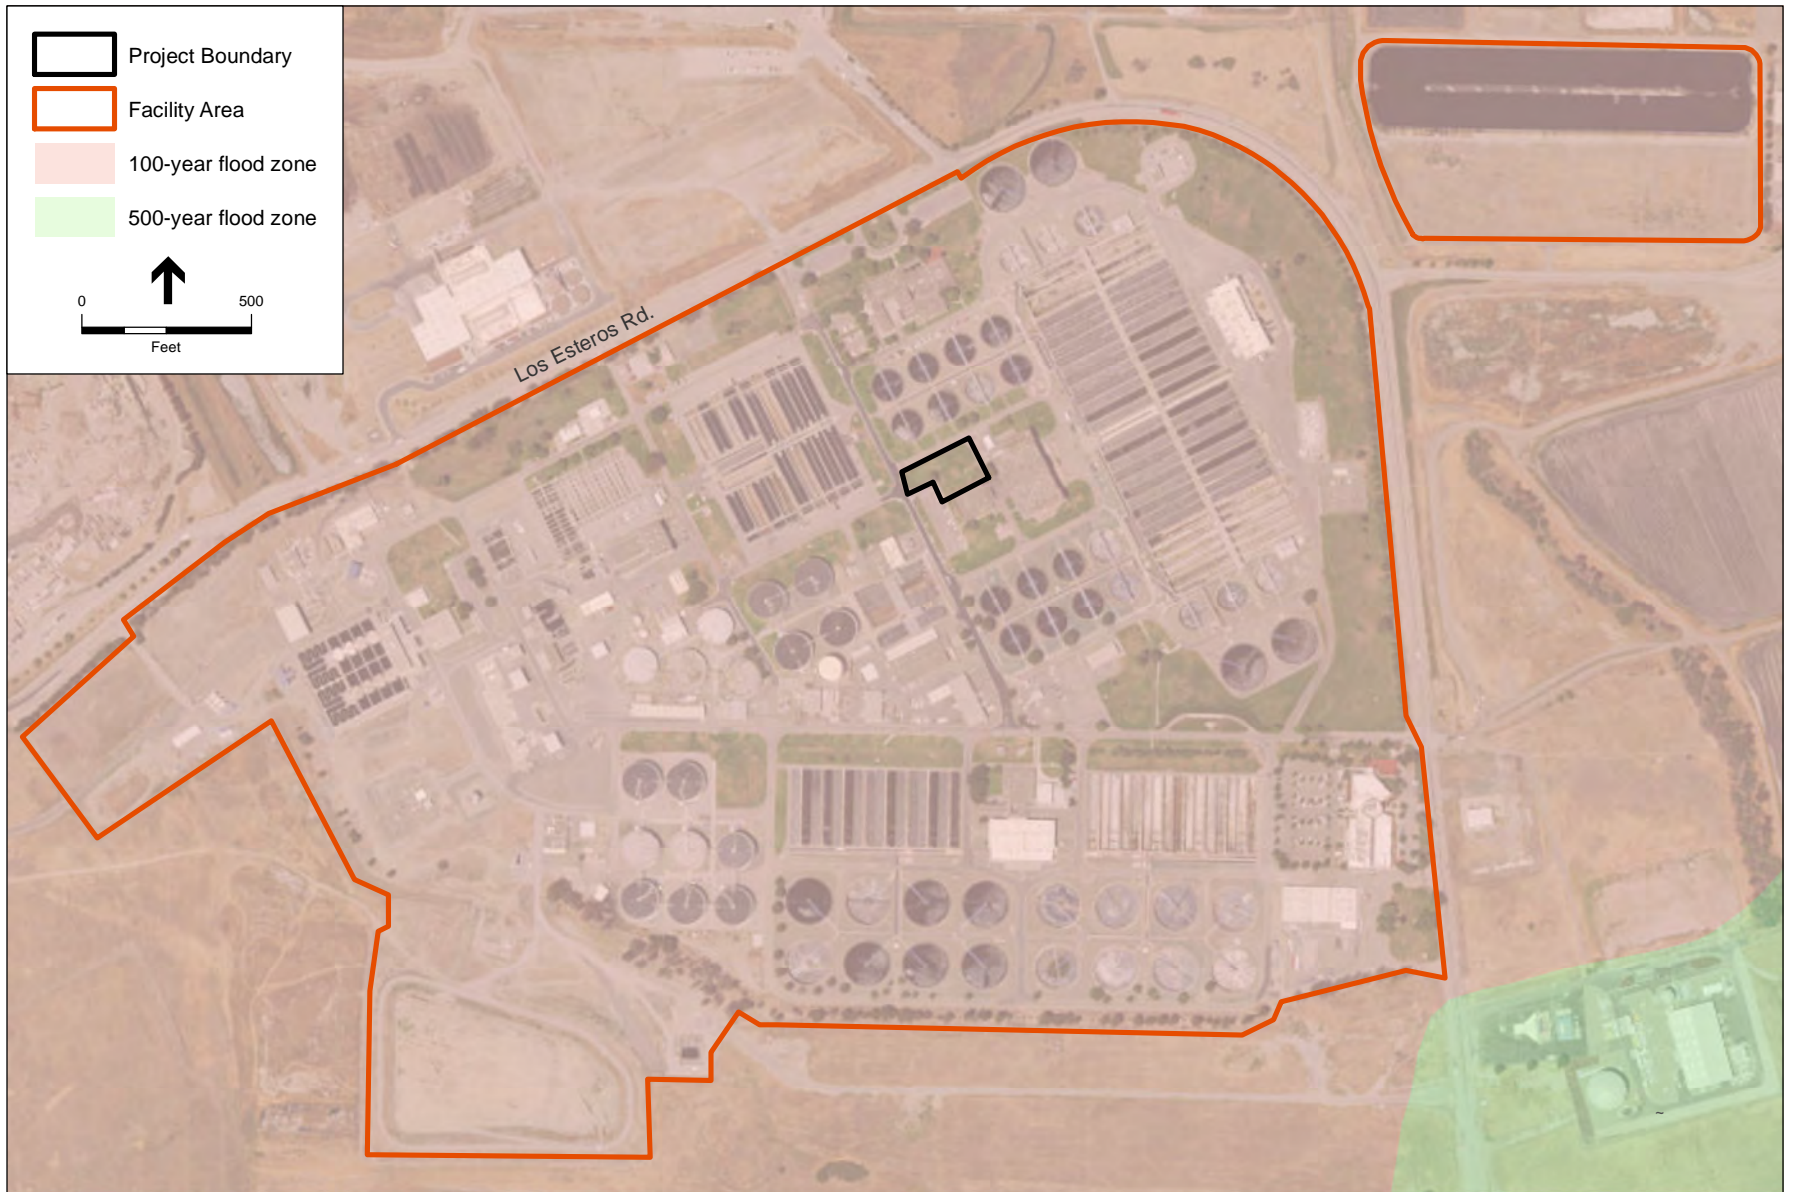 Project Boundary
Facility Area
100-year flood zone
500-year flood zone
0 500
Feet
Los Esteros Rd.
~